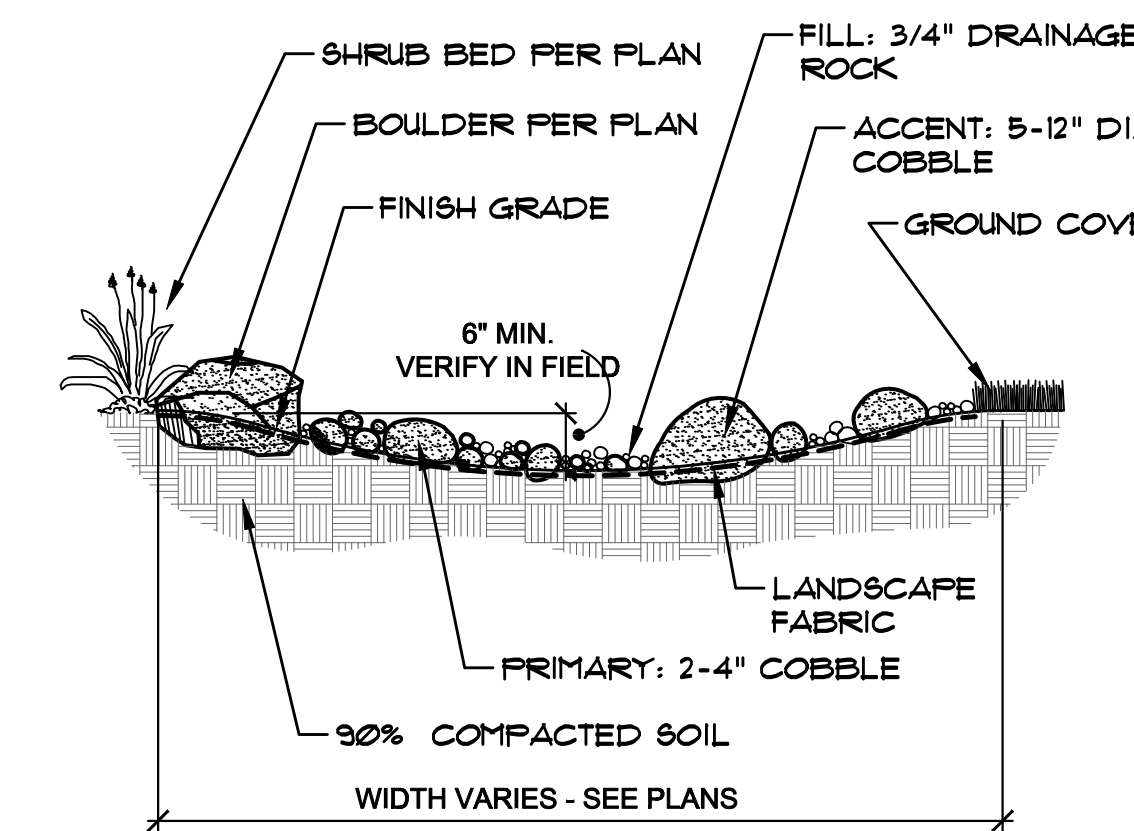 SHRUB BED PER PLAN
BOULDER PER PLAN
FINISH GRADE
6" MIN.
VERIFY IN FIELD
FILL: 3/4" DRAINAGE
ROCK
ACCENT: 5-12"
COBBLE
GROUND
LANDSCAPE
FABRIC
PRIMARY: 2-4" COBBLE
90% COMPACTED SOIL
WIDTH VARIES - SEE PLANS